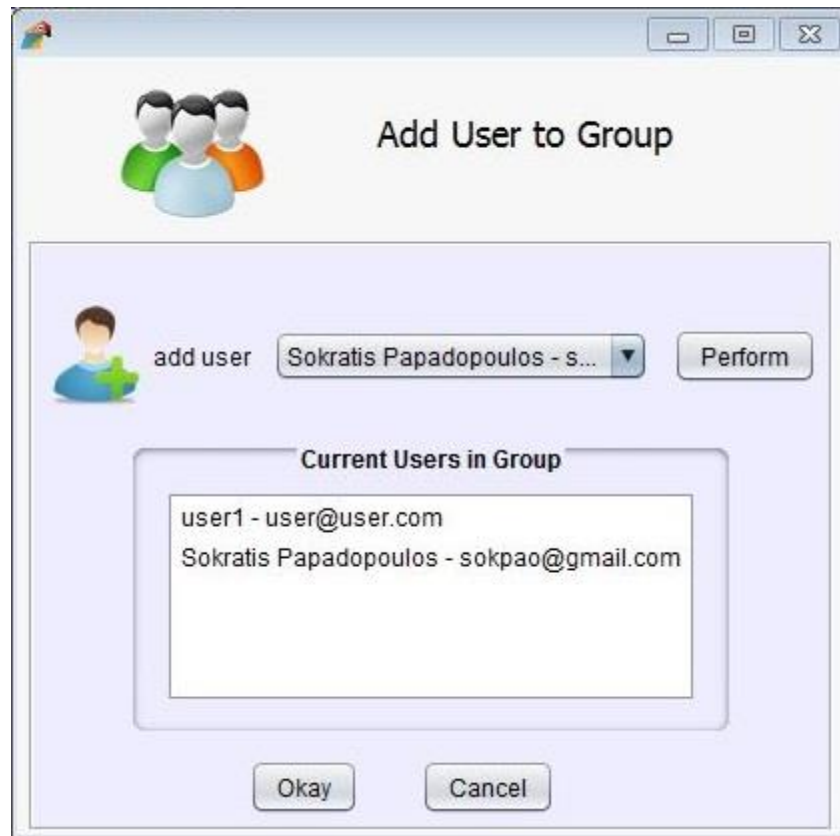 Add User to Group
add user Sokratis Papadopoulos - s... Perform
Current Users in Group
user1 - user@user.com
Sokratis Papadopoulos - sokpao@gmail.com
Okay Cancel